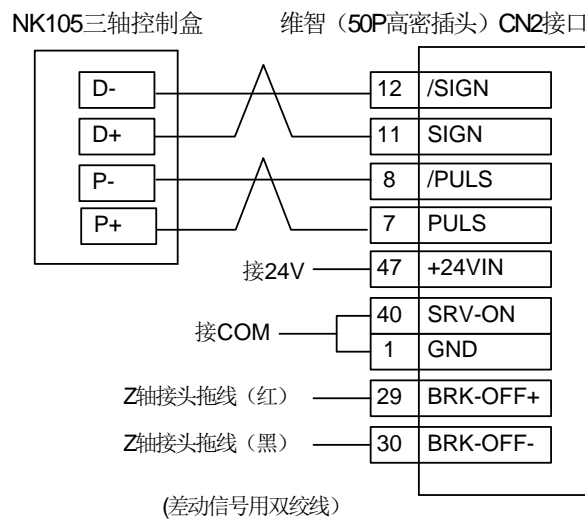 NK105三轴控制盒
维智（50P高密插头）CN2接口
D-
12 /SIGN
D+
11 SIGN
P-
8 /PULS
P+
7 PULS
接24V
47 +24VIN
接COM
40 SRV-ON
1 GND
Z轴接头拖线（红）
29 BRK-OFF+
Z轴接头拖线（黑）
30 BRK-OFF-
(差动信号用双绞线）